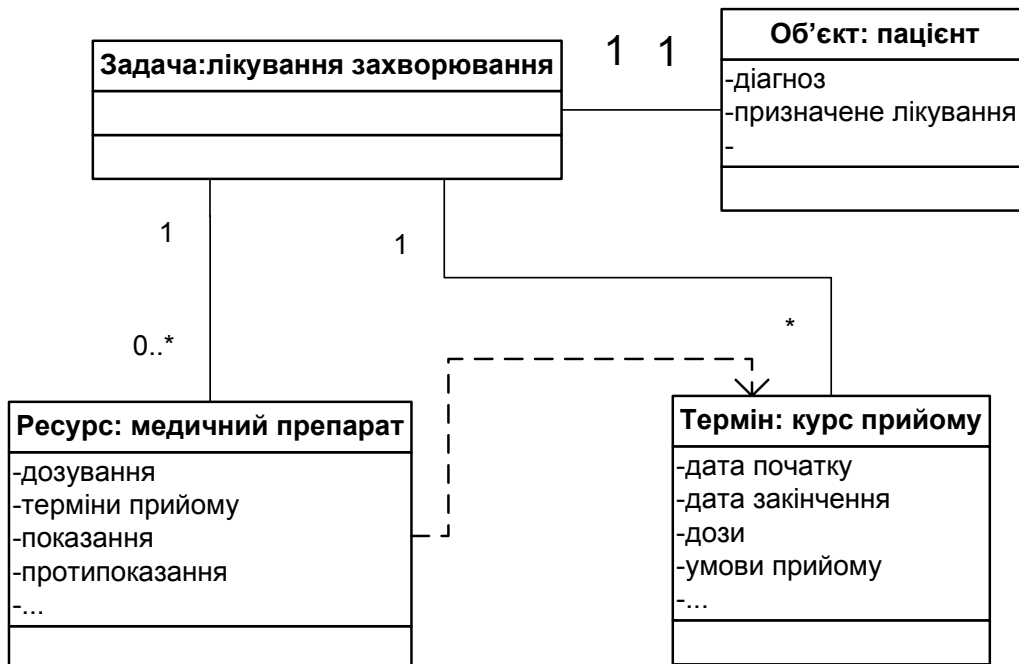 Задача:лікування захворювання
1 1
Об’єкт: пацієнт
-діагноз
-призначене лікування
-
1
1
0..*
*
Ресурс: медичний препарат
-дозування
-терміни прийому
-показання
-протипоказання
-...
Термін: курс прийому
-дата початку
-дата закінчення
-дози
-умови прийому
-...